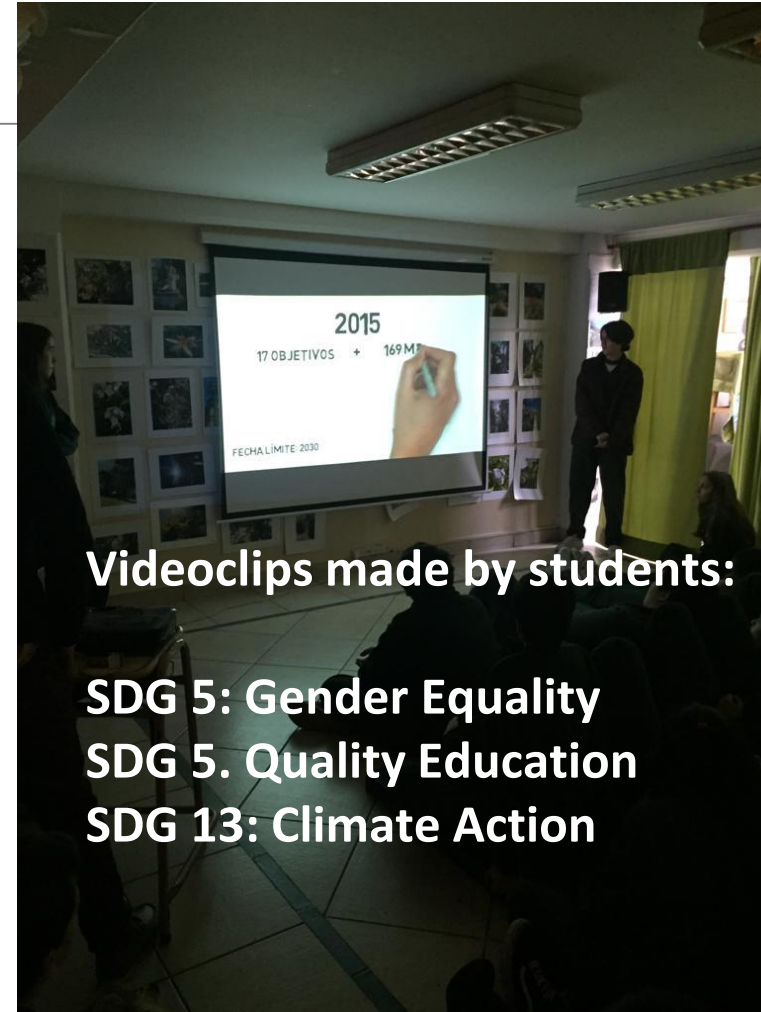 2015
17 OBJETIVOS + 169 M
FECHA LÍMITE: 2030
Videoclips made by students:
SDG 5: Gender Equality
SDG 5. Quality Education
SDG 13: Climate Action